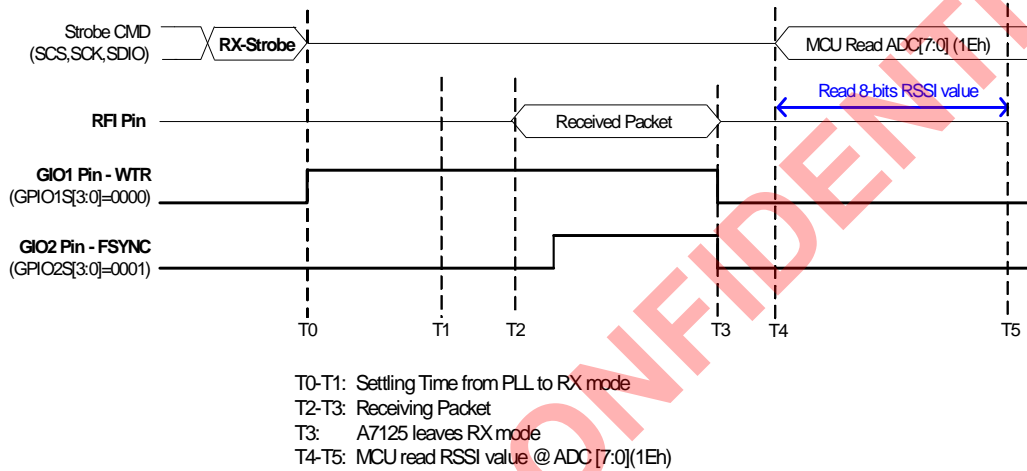 Strobe CMD
(SCS,SCK,SDIO)
RX-Strobe
MCU Read ADC[7:0] (1Eh)
Read 8-bits RSSI value
RFI Pin
Received Packet
GIO1 Pin - WTR
(GPIO1S[3:0]=0000)
GIO2 Pin - FSYNC
(GPIO2S[3:0]=0001)
T0 T1 T2 T3 T4 T5
T0-T1: Settling Time from PLL to RX mode
T2-T3: Receiving Packet
T3: A7125 leaves RX mode
T4-T5: MCU read RSSI value @ ADC [7:0](1Eh)
ONFIDENTI